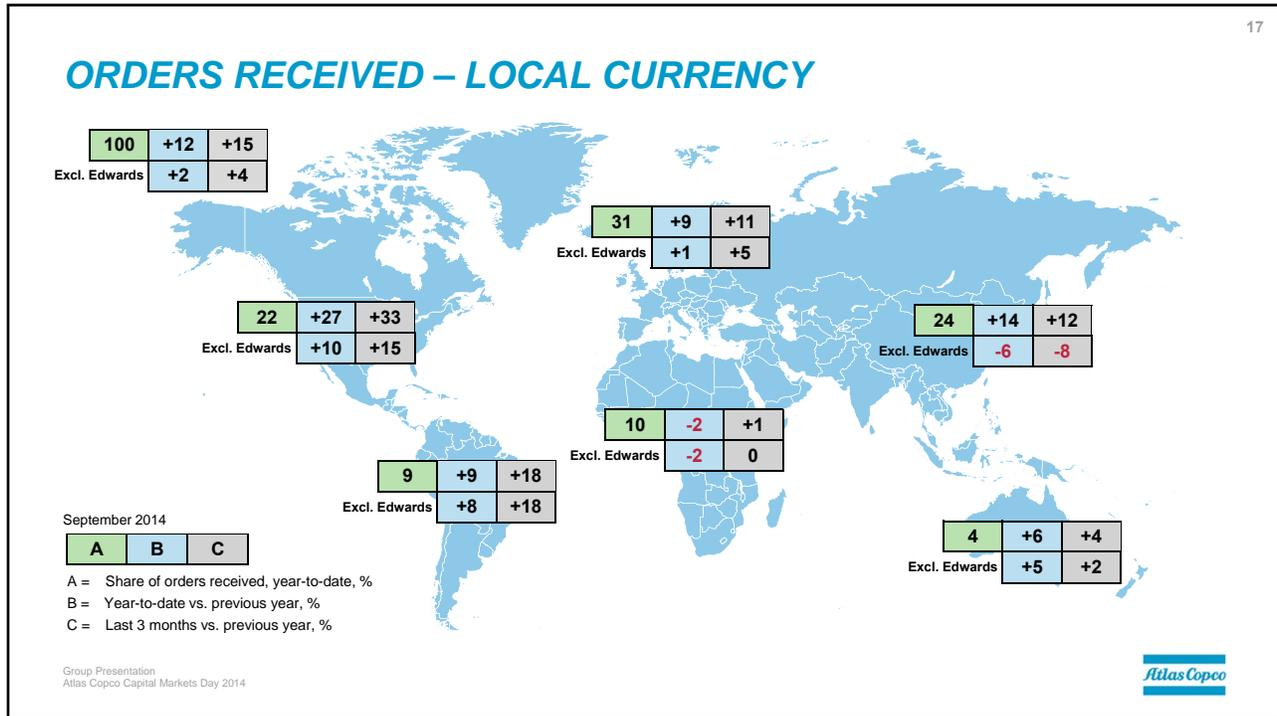 17
ORDERS RECEIVED – LOCAL CURRENCY
100 +12 +15
Excl. Edwards +2 +4
31 +9 +11
Excl. Edwards +1 +5
22 +27 +33
Excl. Edwards +10 +15
24 +14 +12
Excl. Edwards -6 -8
10 -2 +1
Excl. Edwards -2 0
9 +9 +18
Excl. Edwards +8 +18
4 +6 +4
Excl. Edwards +5 +2
September 2014
A B C
A = Share of orders received, year-to-date, %
B = Year-to-date vs. previous year, %
C = Last 3 months vs. previous year, %
Group Presentation
Atlas Copco Capital Markets Day 2014
Atlas Copco